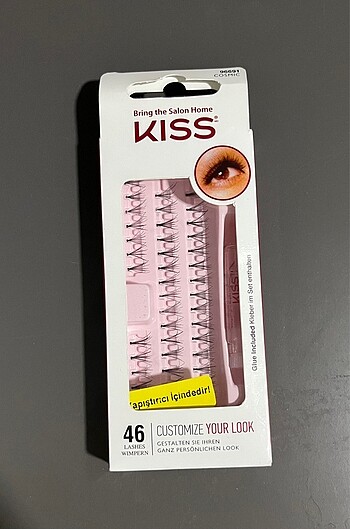 96691
COSMIC
Bring the Salon Home
KISS®
KISS
Glue Included Kleber im Set enthalten
Yapıştırıcı İçindedir!
46
LASHES
WIMPERN
CUSTOMIZE YOUR LOOK
GESTALTEN SIE IHREN
GANZ PERSÖNLICHEN LOOK